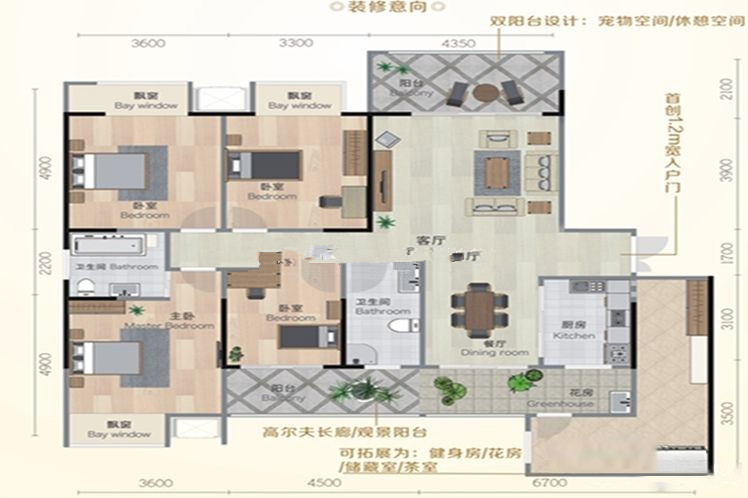 装修意向
双阳台设计：宠物空间/休憩空间
3600
3300
4350
飘窗
Bay window
飘窗
Bay window
阳台
Balcony
2100
首创1.2m宽入户门
4900
3900
卧室
Bedroom
卧室
Bedroom
客厅
餐厅
2200
1700
卫生间 Bathroom
主卧
Master Bedroom
卧室
Bedroom
卫生间
Bathroom
餐厅
Dining room
厨房
Kitchen
3100
4900
阳台
Balcony
花房
Greenhouse
3500
飘窗
Bay window
高尔夫长廊/观景阳台
可拓展为：健身房/花房
/储藏室/茶室
3600
4500
6700